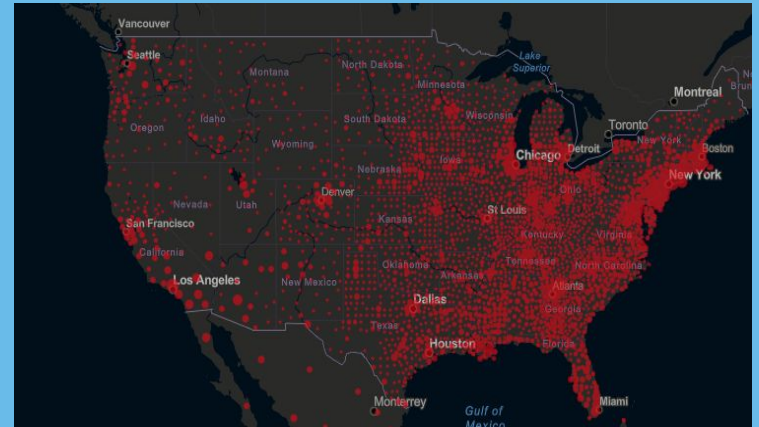 Vancouver
Seattle
Montana
North Dakota
Lake
Superior
Minnesota
Montreal
Oregon
Idaho
South Dakota
Wisconsin
Toronto
Wyoming
New York
Boston
Chicago
Detroit
Nebraska
Iowa
New York
Nevada
Utah
Denver
Ohio
San Francisco
Kansas
St Louis
California
Kentucky
Virginia
Los Angeles
New Mexico
Oklahoma
Arkansas
Tennessee
North Carolina
Dallas
Atlanta
Texas
Georgia
Houston
Florida
Monterrey
Miami
Gulf of
Mexico